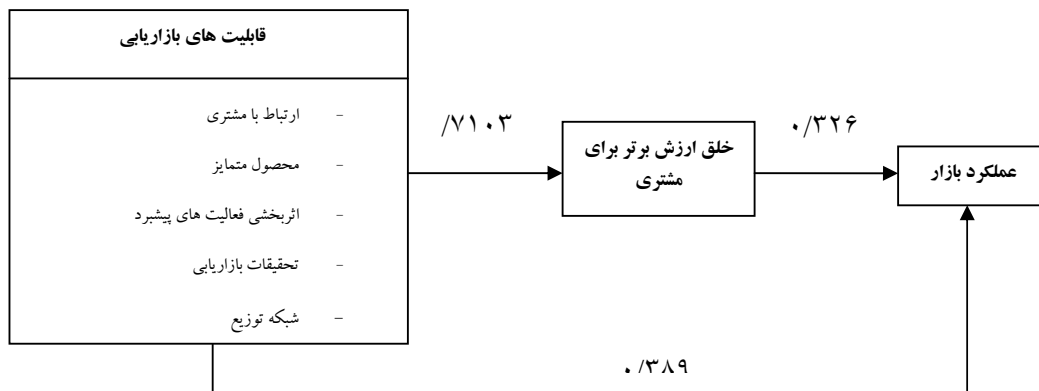 قابلیت های بازاریابی
- ارتباط با مشتری
- محصول متمایز
- اثربخشی فعالیت های پیشبرد
- تحقیقات بازاریابی
- شبکه توزیع
/۷۱۰۳
خلق ارزش برتر برای
مشتری
۰/۳۲۶
عملکرد بازار
۰/۳۸۹